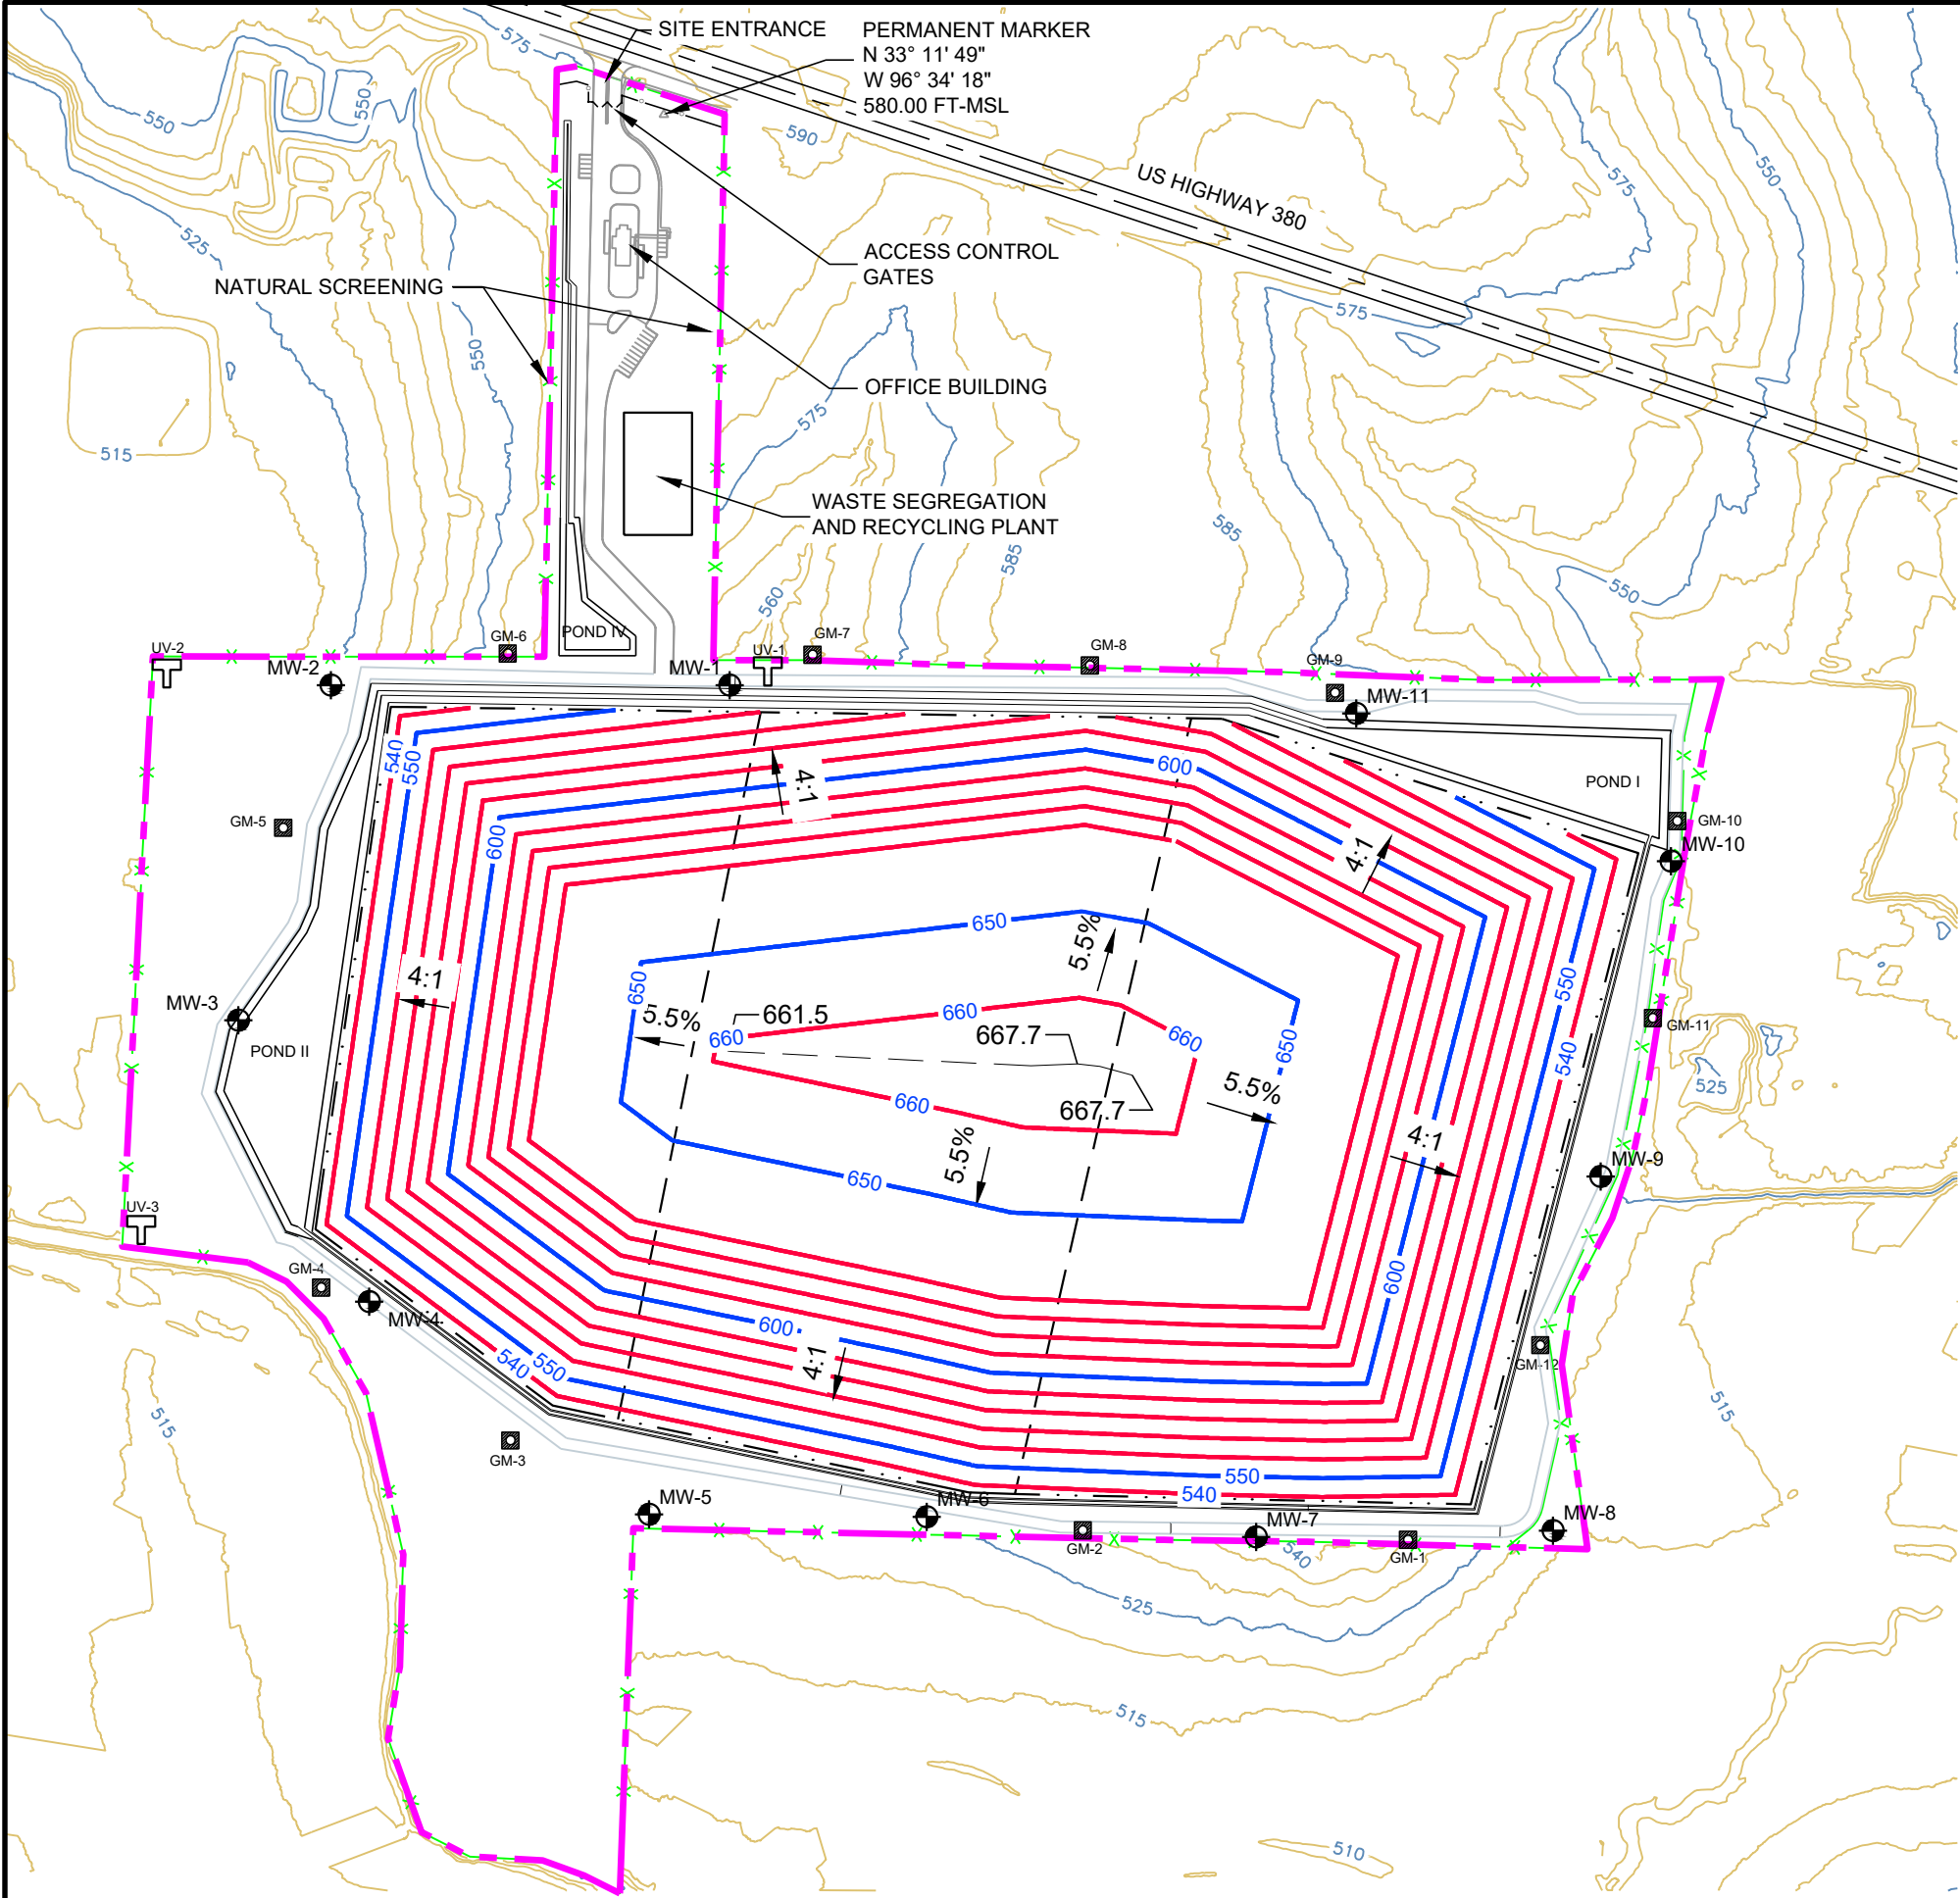 SITE ENTRANCE
PERMANENT MARKER
N 33° 11' 49"
W 96° 34' 18"
580.00 FT-MSL
575
550
550
590
US HIGHWAY 380
575
550
525
ACCESS CONTROL
GATES
NATURAL SCREENING
575
550
OFFICE BUILDING
575
515
WASTE SEGREGATION
AND RECYCLING PLANT
585
585
550
560
POND IV
UV-2
GM-6
GM-7
UV-1
GM-8
GM-9
MW-2
MW-1
MW-11
540
550
600
4:1
POND I
GM-5
GM-10
600
4:1
MW-10
650
5.5%
4:1
650
550
MW-3
5.5%
661.5
660
660
667.7
660
660
650
GM-11
POND II
540
525
5.5%
660
667.7
4:1
5.5%
650
MW-9
UV-3
GM-4
600
MW-4
600
4:1
540
550
GM-12
515
515
GM-3
550
540
MW-5
MW-6
MW-7
MW-8
GM-2
GM-1
540
525
515
510